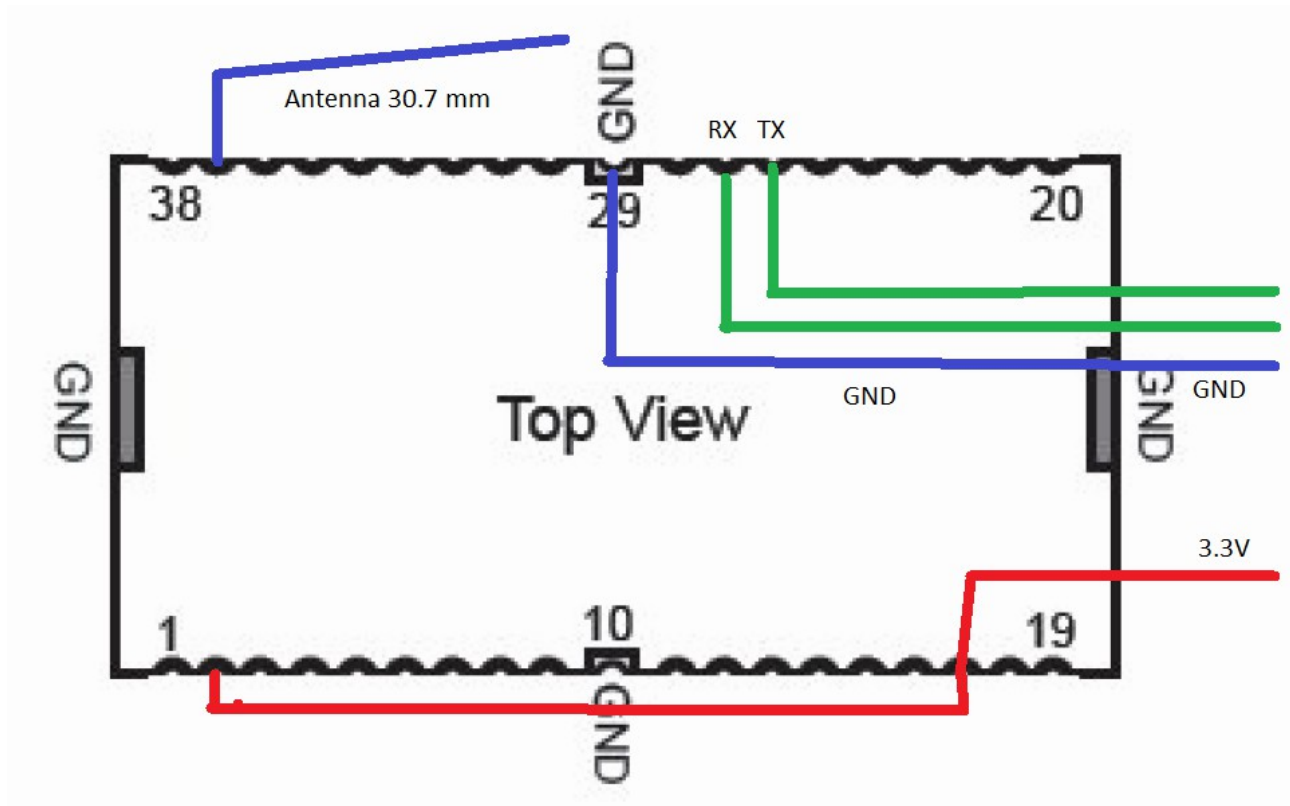 GND
Antenna 30.7 mm
RX TX
38
29
20
GND
Top View
GND
GND
GND
3.3V
1
10
19
GND